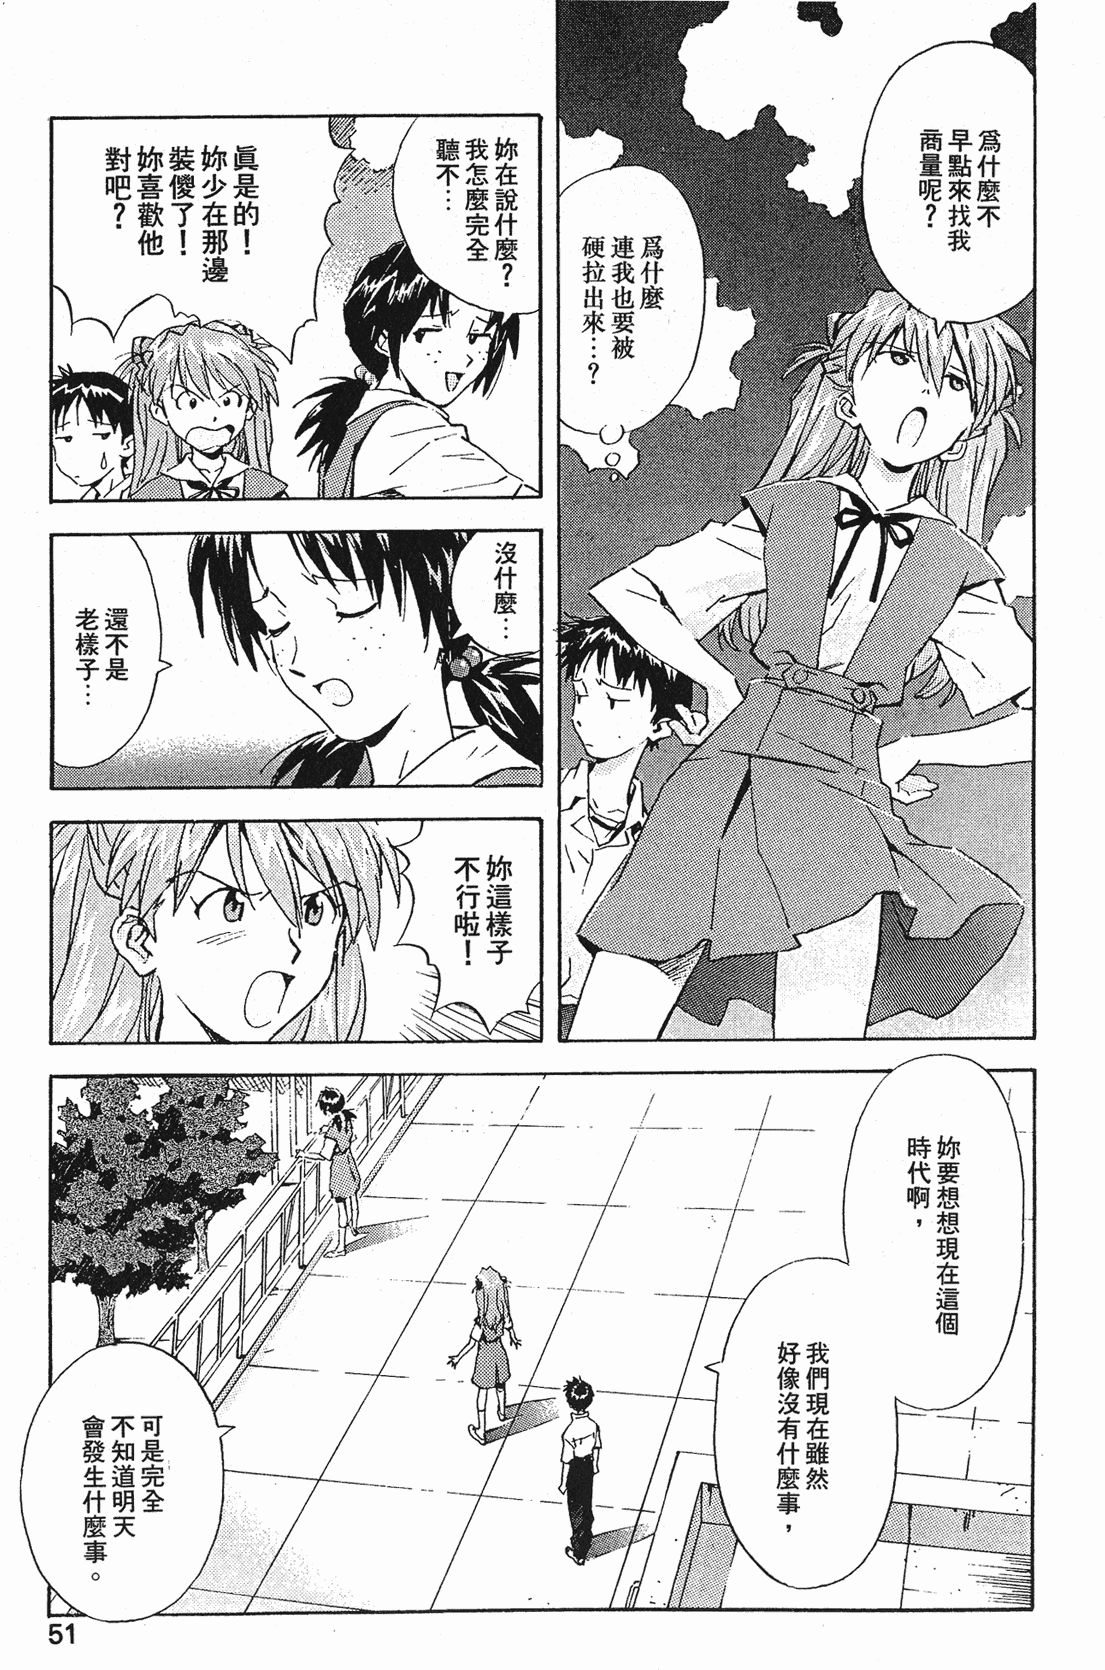 爲什麼不
早點來找我
商量呢？
爲什麼
連我也要被
硬拉出來…？
妳在說什麼？
我怎麼完全
聽不…
眞是的！
妳少在那邊
裝傻了！
妳喜歡他
對吧？
沒什麼…
還不是
老樣子…
妳這樣子
不行啦！
妳要想想現在這個
時代啊，
我們現在雖然
好像沒有什麼事，
可是完全
不知道明天
會發生什麼事。
51